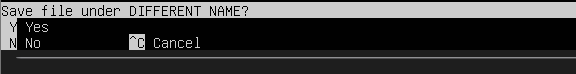 Save file under DIFFERENT NAME?
Y Yes
N No ^C Cancel